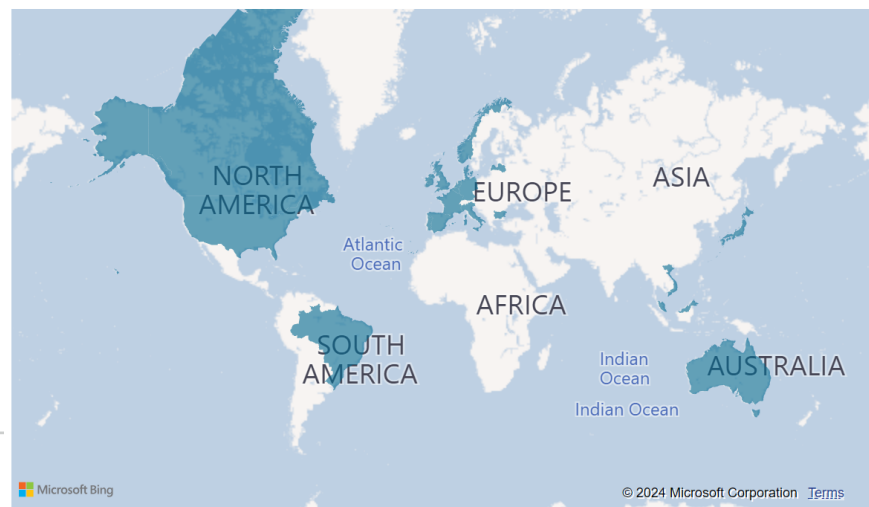 NORTH
AMERICA
EUROPE
ASIA
Atlantic
Ocean
AFRICA
SOUTH
AMERICA
Indian
Ocean
AUSTRALIA
Indian Ocean
Microsoft Bing
© 2024 Microsoft Corporation Terms